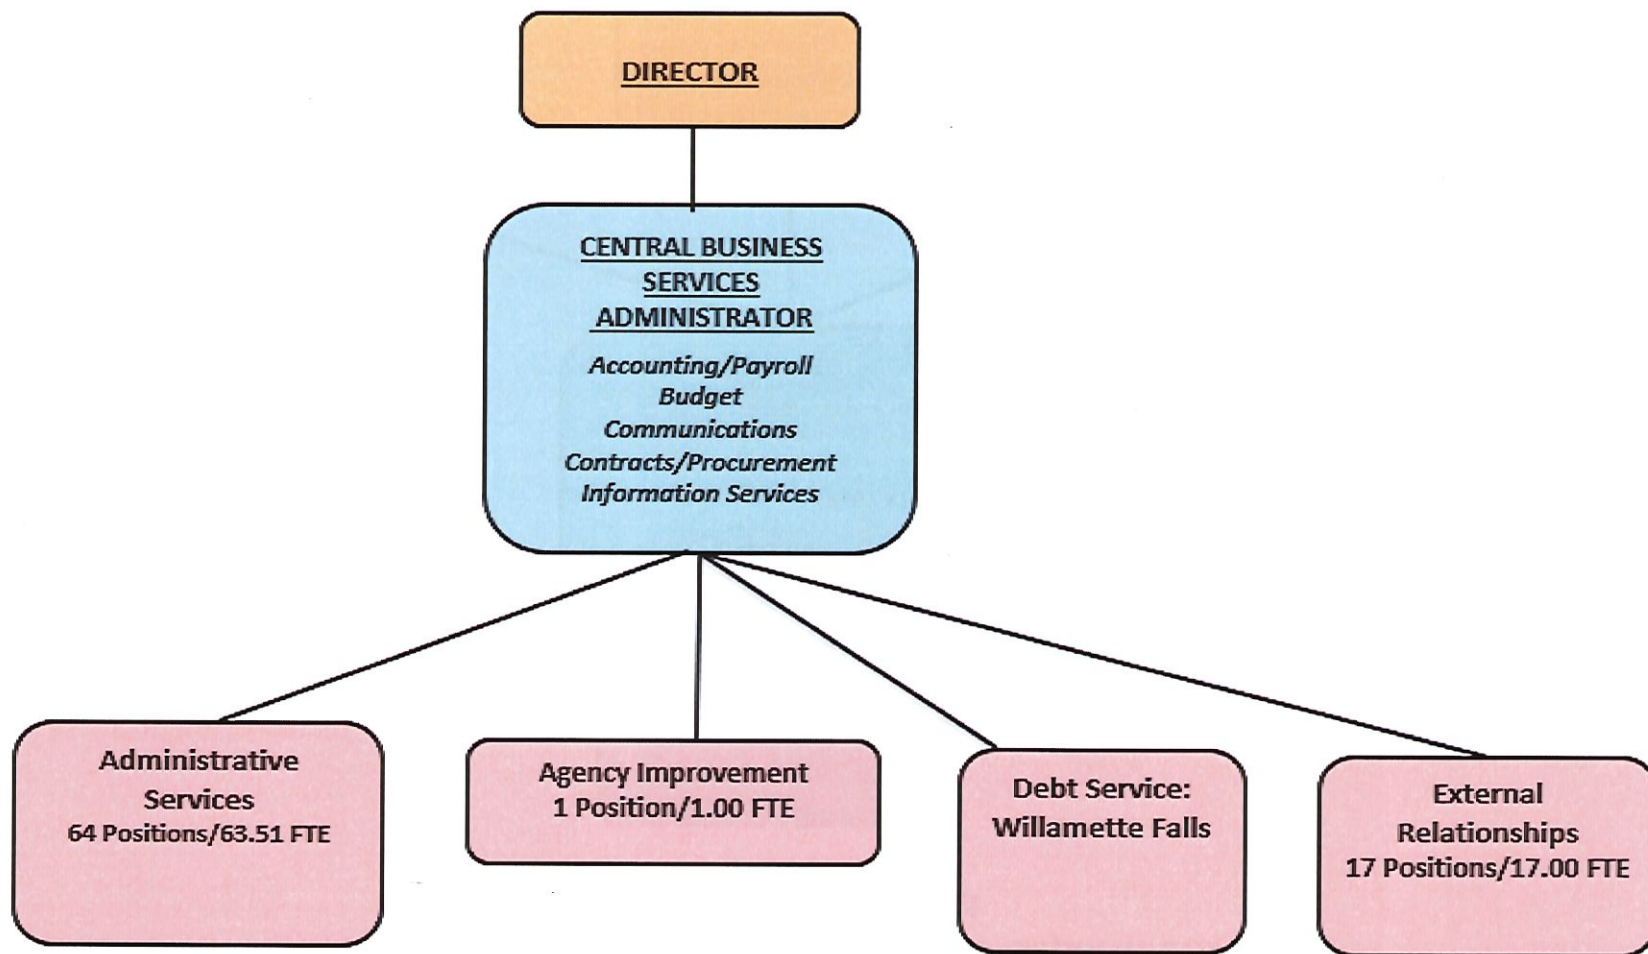 DIRECTOR
CENTRAL BUSINESS
SERVICES
ADMINISTRATOR
Accounting/Payroll
Budget
Communications
Contracts/Procurement
Information Services
Administrative
Services
64 Positions/63.51 FTE
Agency Improvement
1 Position/1.00 FTE
Debt Service:
Willamette Falls
External
Relationships
17 Positions/17.00 FTE